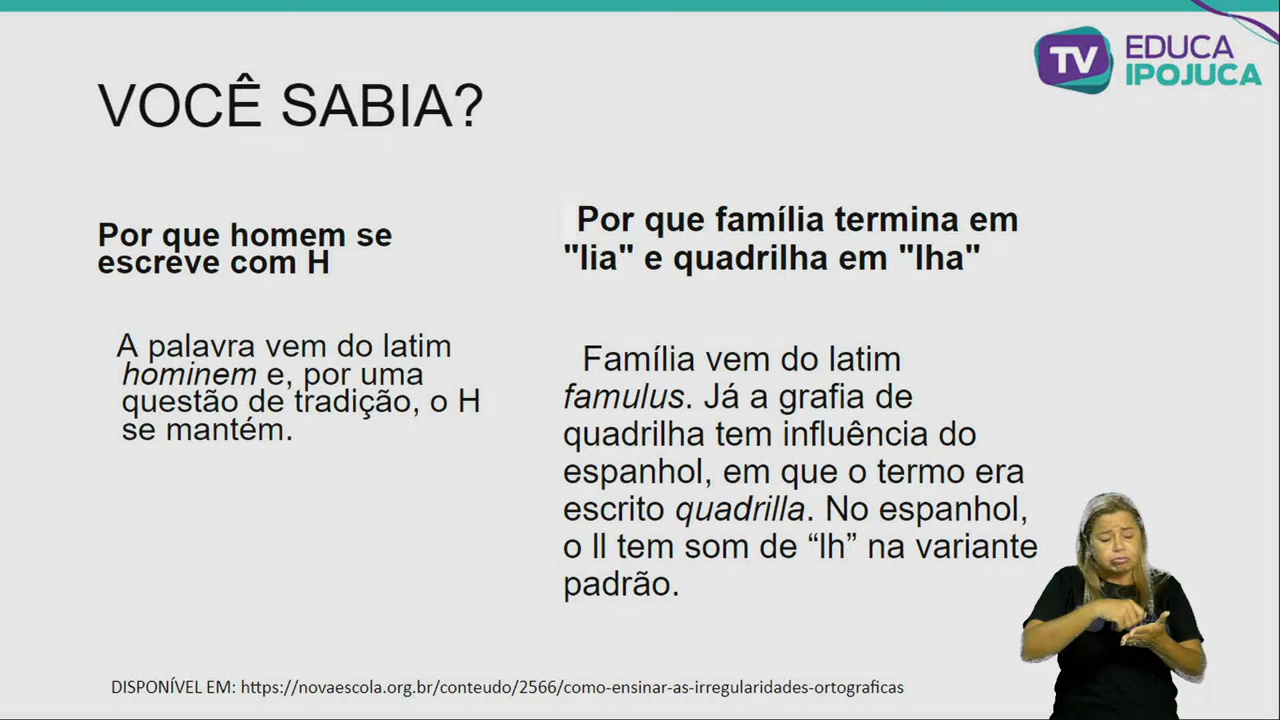 TV EDUCA
IPOJUCA
VOCÊ SABIA?
Por que homem se
escreve com H
A palavra vem do latim
hominem e, por uma
questão de tradição, o H
se mantém.
Por que família termina em
"lia" e quadrilha em "lha"
Família vem do latim
famulus. Já a grafia de
quadrilha tem influência do
espanhol, em que o termo era
escrito quadrilla. No espanhol,
o ll tem som de “lh” na variante
padrão.
DISPONÍVEL EM: https://novaescola.org.br/conteudo/2566/como-ensinar-as-irregularidades-ortograficas